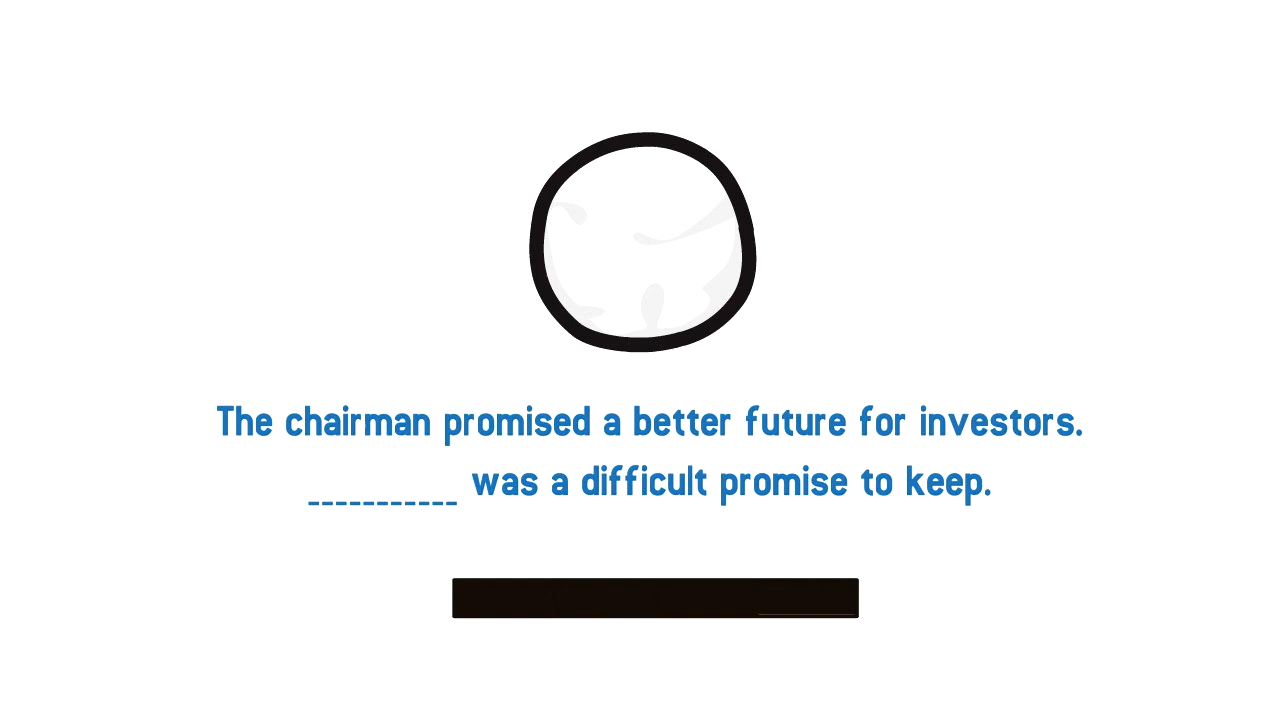 The chairman promised a better future for investors.
___________ was a difficult promise to keep.